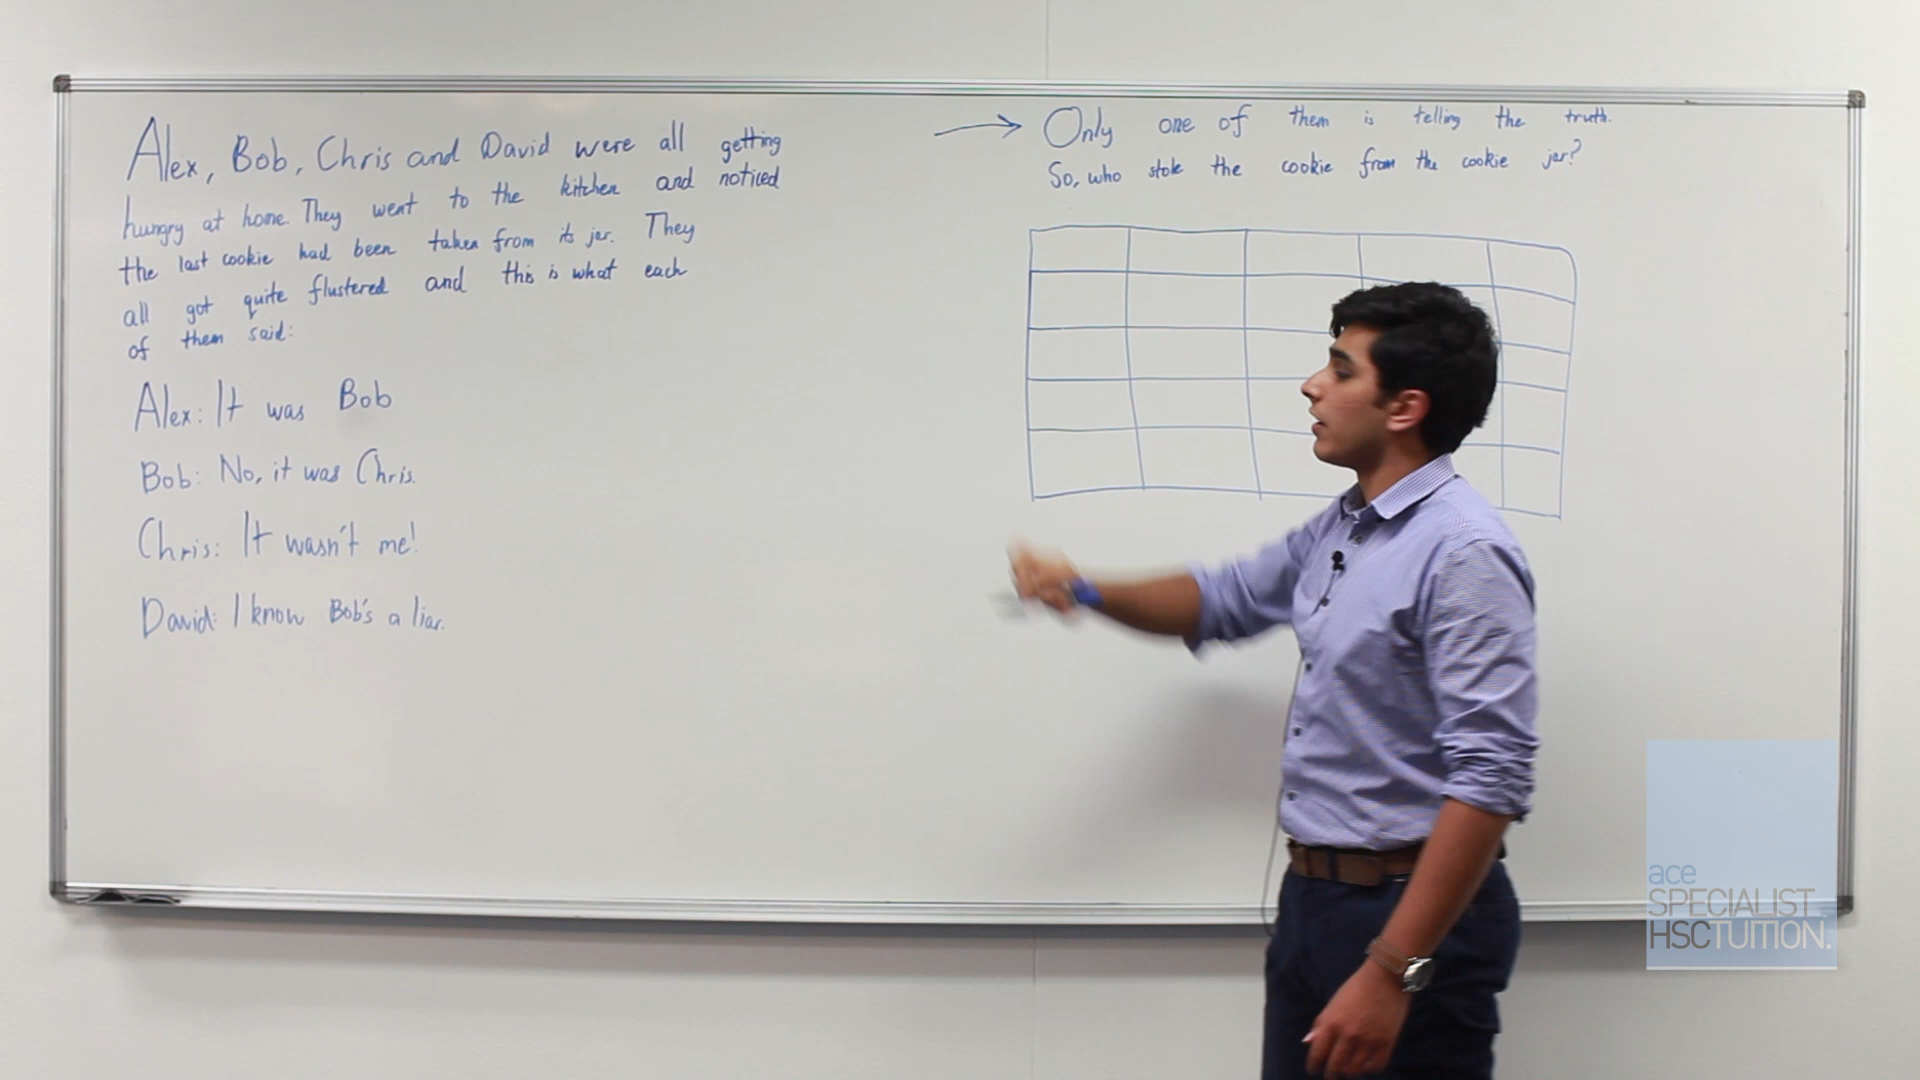 Alex, Bob, Chris and David were all getting
hungry at home. They went to the kitchen and noticed
the last cookie had been taken from its jar. They
all got quite flustered and this is what each
of them said:
Alex: It was Bob
Bob: No, it was Chris.
Chris: It wasn't me!
David: I know Bob's a liar.
→ Only one of them is telling the truth.
So, who stole the cookie from the cookie jar?
ace
SPECIALIST
HSCTUITION.